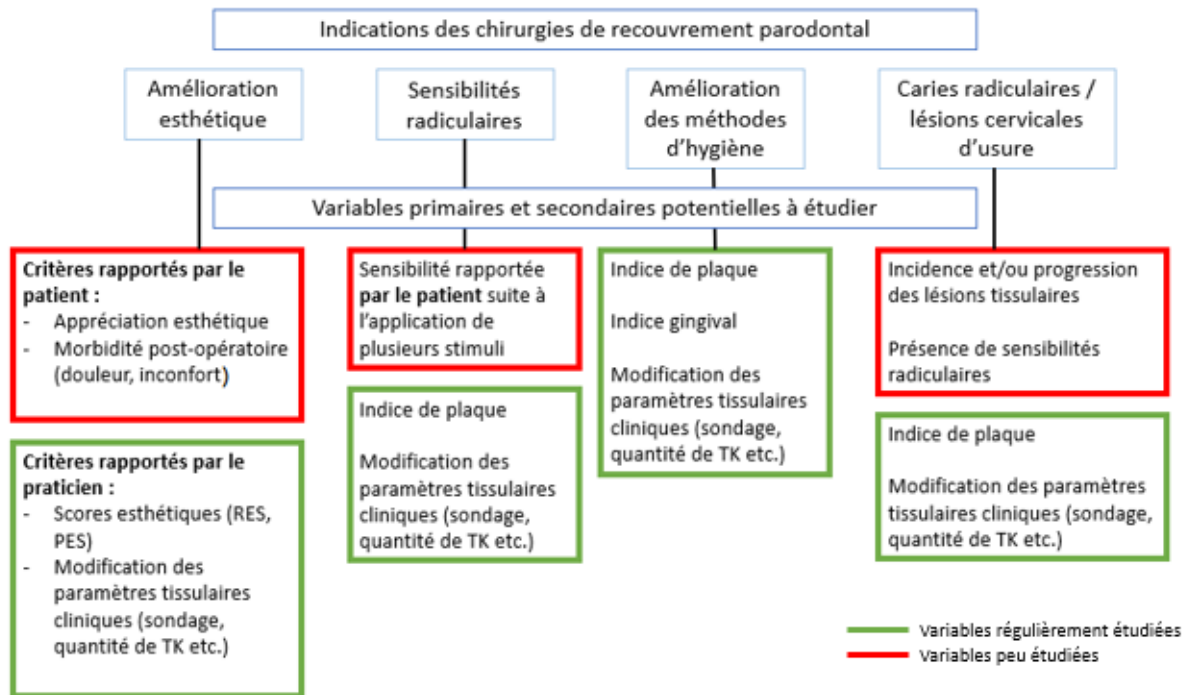 Indications des chirurgies de recouvrement parodontal
Amélioration
esthétique
Sensibilités
radiculaires
Amélioration
des méthodes
d'hygiène
Caries radiculaires /
lésions cervicales
d'usure
Variables primaires et secondaires potentielles à étudier
Critères rapportés par le
patient :
- Appréciation esthétique
- Morbidité post-opératoire
(douleur, inconfort)
Critères rapportés par le
praticien :
- Scores esthétiques (RES,
PES)
- Modification des
paramètres tissulaires
cliniques (sondage,
quantité de TK etc.)
Sensibilité rapportée
par le patient suite à
l'application de
plusieurs stimuli
Indice de plaque
Modification des
paramètres tissulaires
cliniques (sondage,
quantité de TK etc.)
Indice de plaque
Indice gingival
Modification des
paramètres tissulaires
cliniques (sondage,
quantité de TK etc.)
Incidence et/ou progression
des lésions tissulaires
Présence de sensibilités
radiculaires
Indice de plaque
Modification des paramètres
tissulaires cliniques (sondage,
quantité de TK etc.)
Variables régulièrement étudiées
Variables peu étudiées